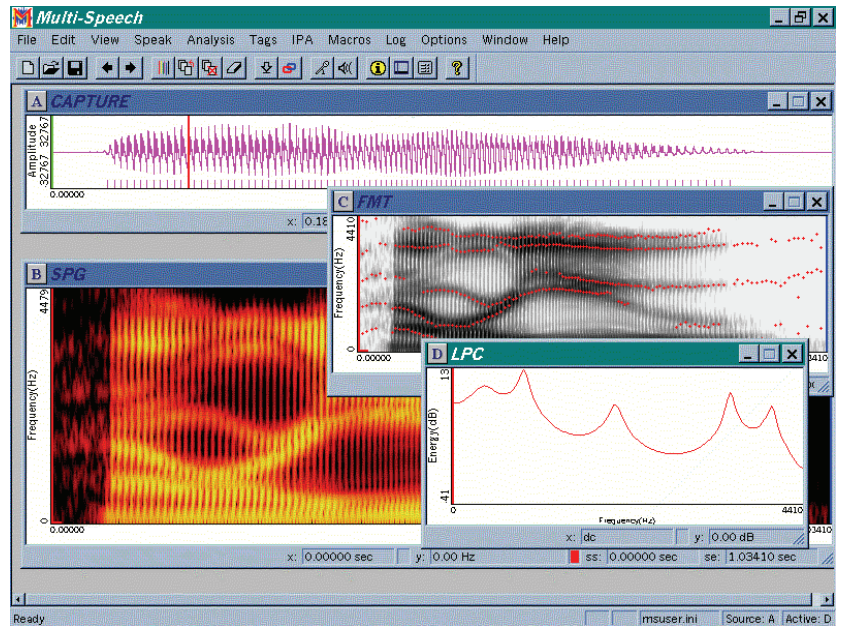 Multi-Speech
File Edit View Speak Analysis Tags IPA Macros Log Options Window Help
A CAPTURE
Amplitude
-32767 32767
0.00000
x: 0.18
C FMT
Frequency(Hz)
0 4410
0.00000
B SPG
Frequency(Hz)
0 4479
0.00000
x: 0.00000 sec y: 0.00 Hz ss: 0.00000 sec se: 1.03410 sec
D LPC
Energy(dB)
-41 13
0 4410
Frequency(Hz)
x: dc y: 0.00 dB
Ready msuser.ini Source: A Active: D